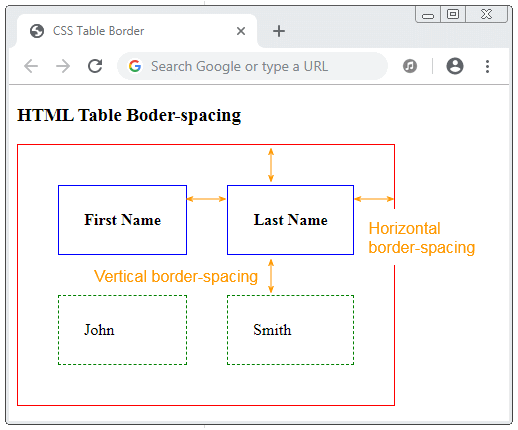 CSS Table Border
Search Google or type a URL
HTML Table Boder-spacing
First Name
Last Name
Horizontal
border-spacing
Vertical border-spacing
John
Smith